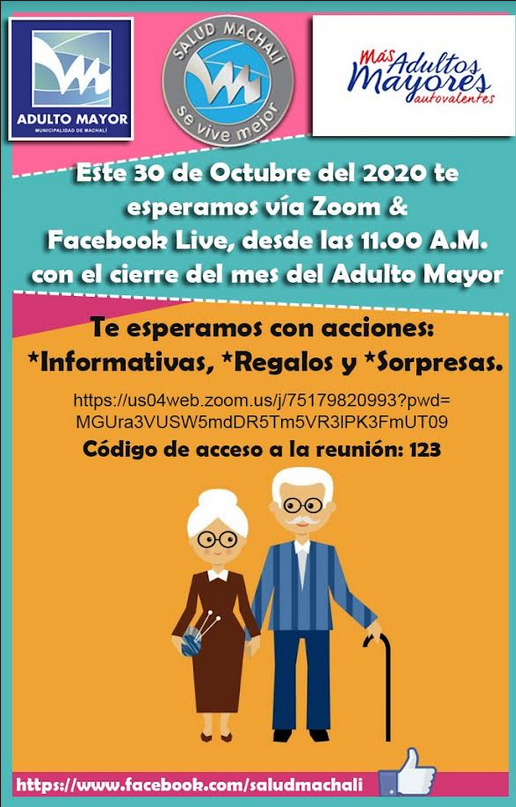 ADULTO MAYOR
MUNICIPALIDAD DE MACHALÍ
SALUD MACHALÍ
se vive mejor
más Adultos
Mayores
autovalentes
Este 30 de Octubre del 2020 te
esperamos vía Zoom &
Facebook Live, desde las 11.00 A.M.
con el cierre del mes del Adulto Mayor
Te esperamos con acciones:
*Informativas, *Regalos y *Sorpresas.
https://us04web.zoom.us/j/75179820993?pwd=
MGUra3VUSW5mdDR5Tm5VR3lPK3FmUT09
Código de acceso a la reunión: 123
https://www.facebook.com/saludmachali